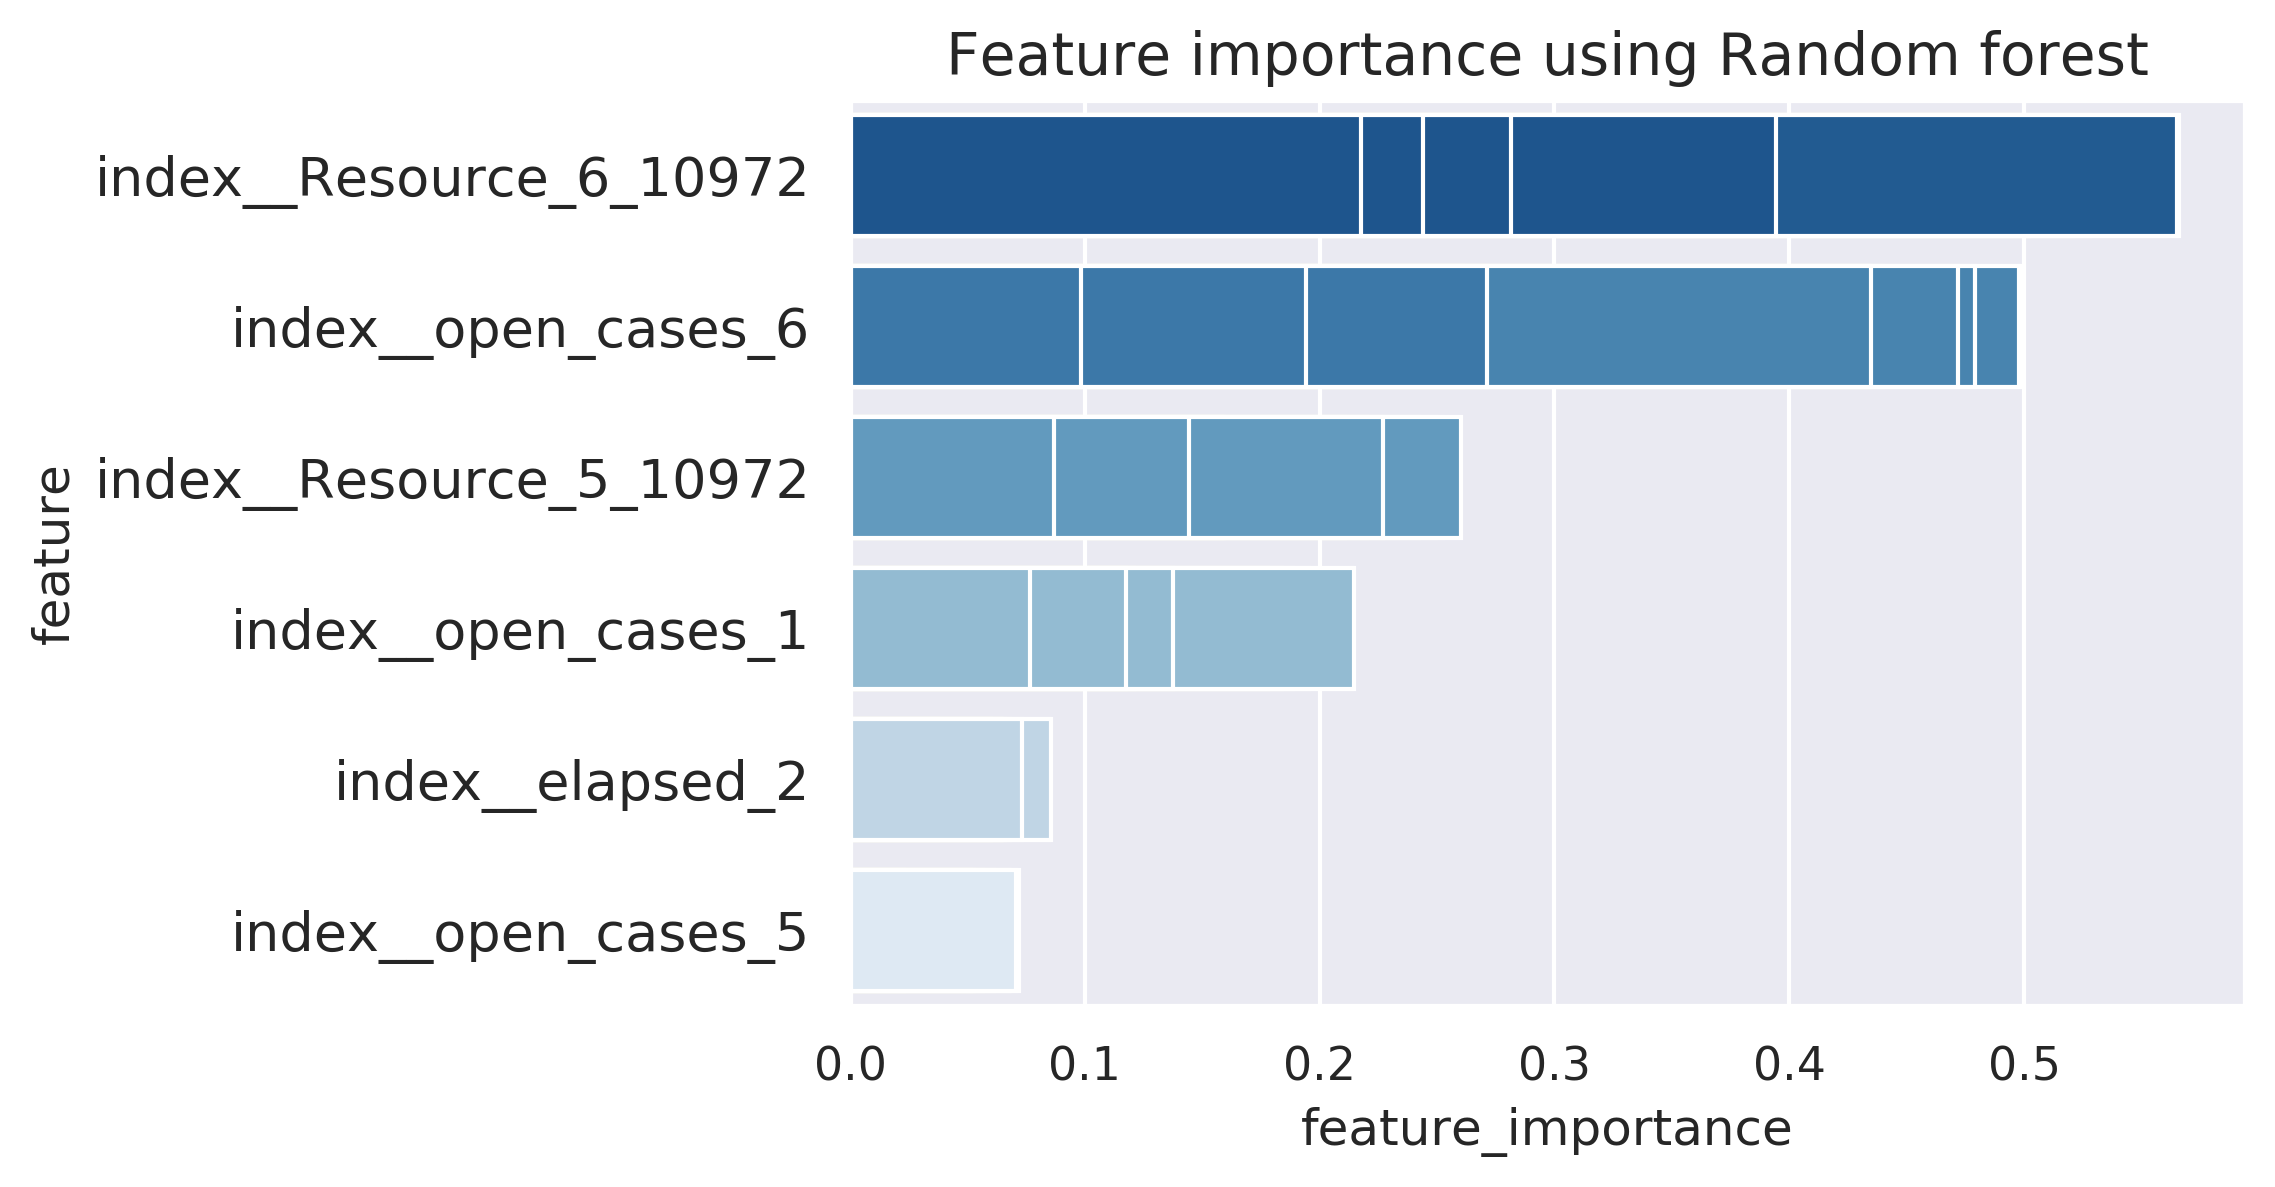 Feature importance using Random forest
feature
index__Resource_6_10972
index__open_cases_6
index__Resource_5_10972
index__open_cases_1
index__elapsed_2
index__open_cases_5
0.0 0.1 0.2 0.3 0.4 0.5
feature_importance